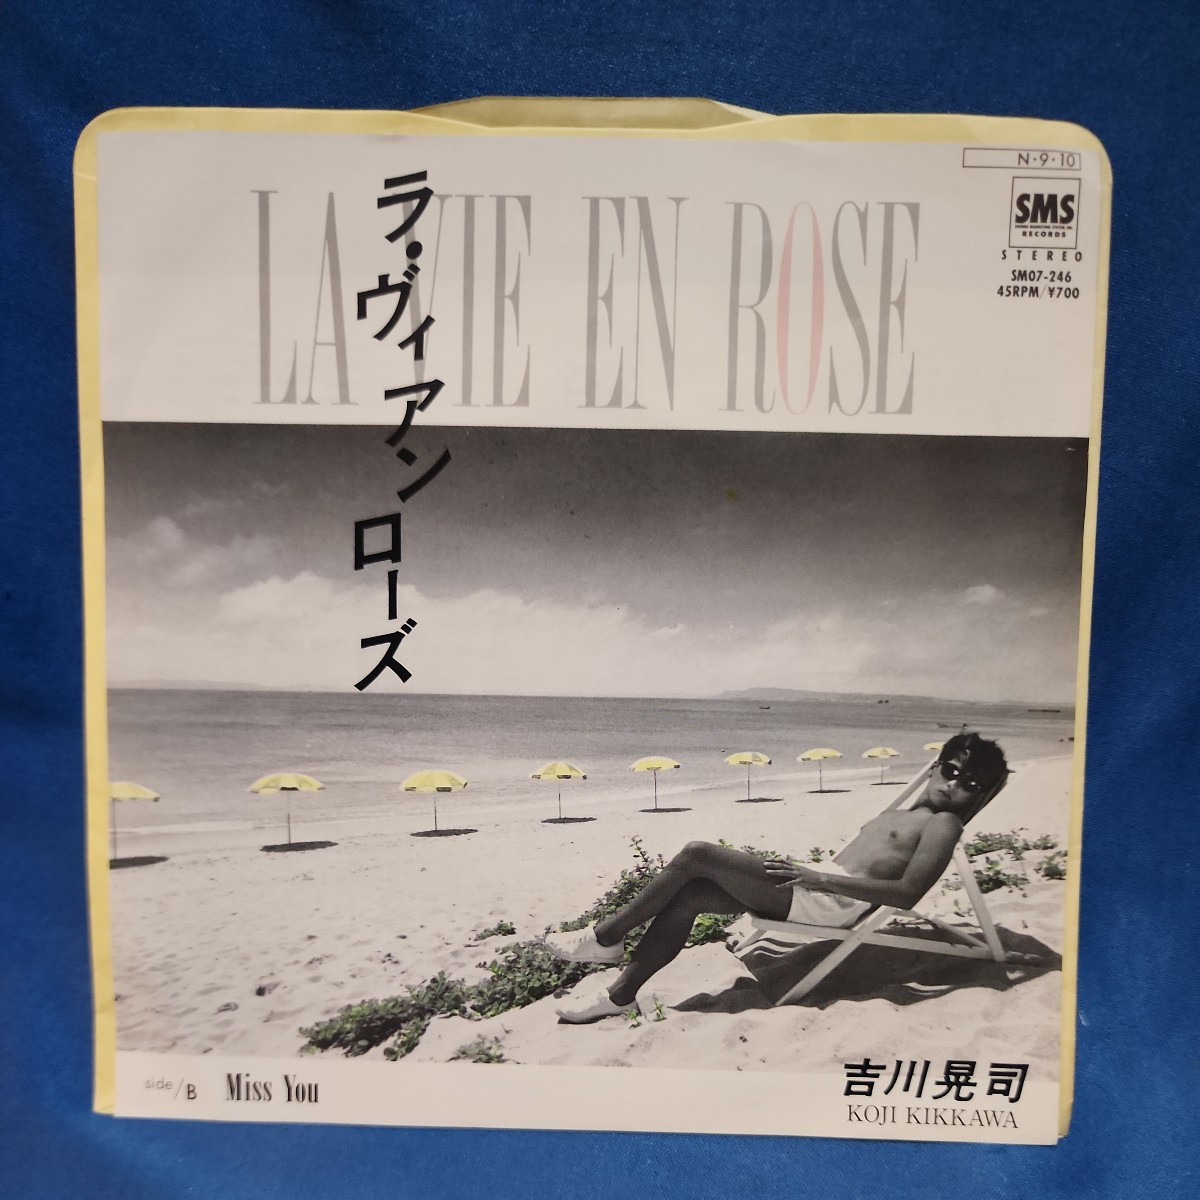 N・9・10
SMS
RECORDS
STEREO
SM07-246
45RPM/¥700
LA VIE EN ROSE
ラ・ヴィアンローズ
side/B Miss You
吉川晃司
KOJI KIKKAWA